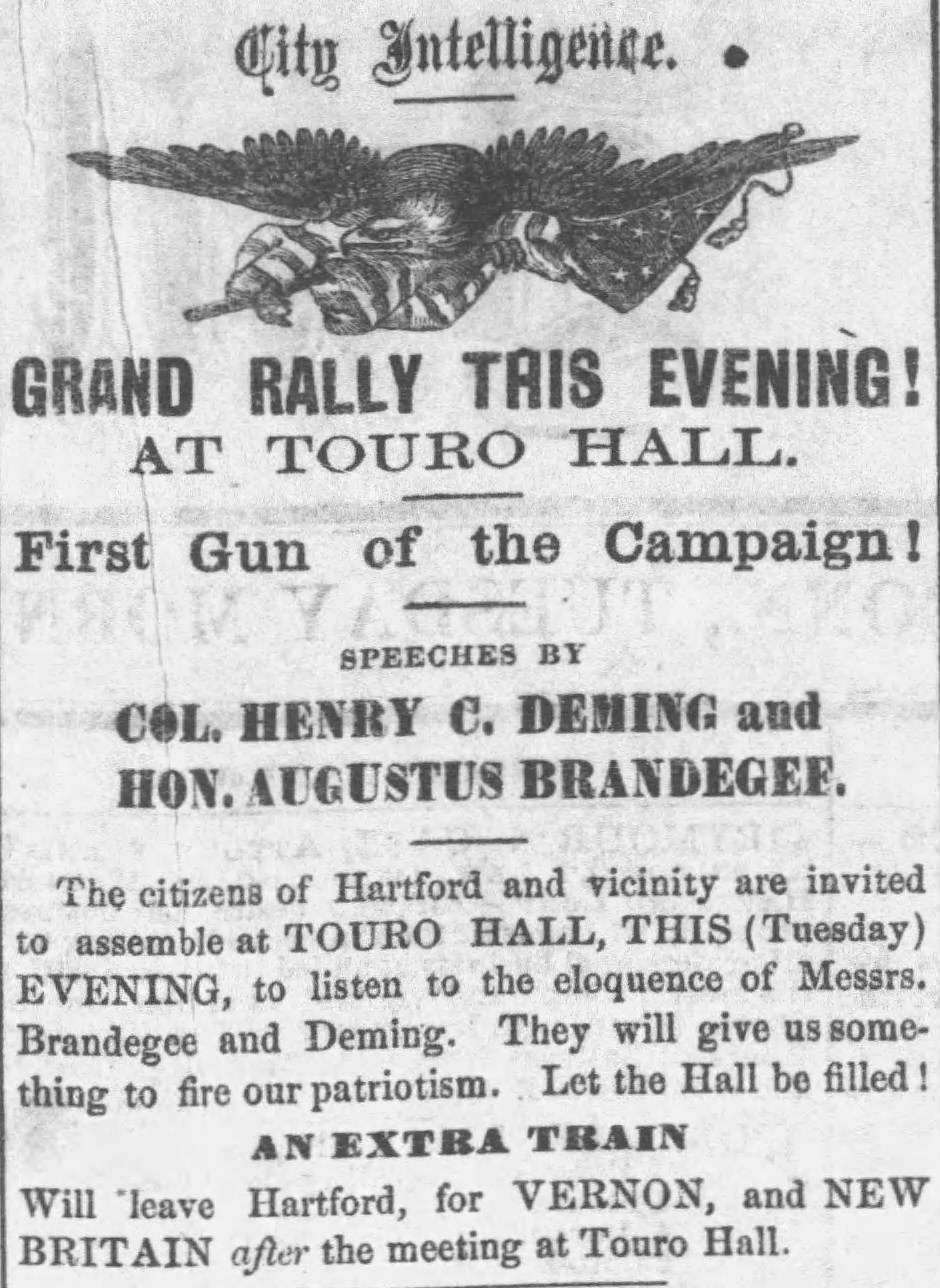 City Intelligence.
GRAND RALLY THIS EVENING!
AT TOURO HALL.
First Gun of the Campaign!
SPEECHES BY
COL. HENRY C. DEMING and
HON. AUGUSTUS BRANDEGEE.
The citizens of Hartford and vicinity are invited
to assemble at TOURO HALL, THIS (Tuesday)
EVENING, to listen to the eloquence of Messrs.
Brandegee and Deming. They will give us some-
thing to fire our patriotism. Let the Hall be filled!
AN EXTRA TRAIN
Will leave Hartford, for VERNON, and NEW
BRITAIN after the meeting at Touro Hall.